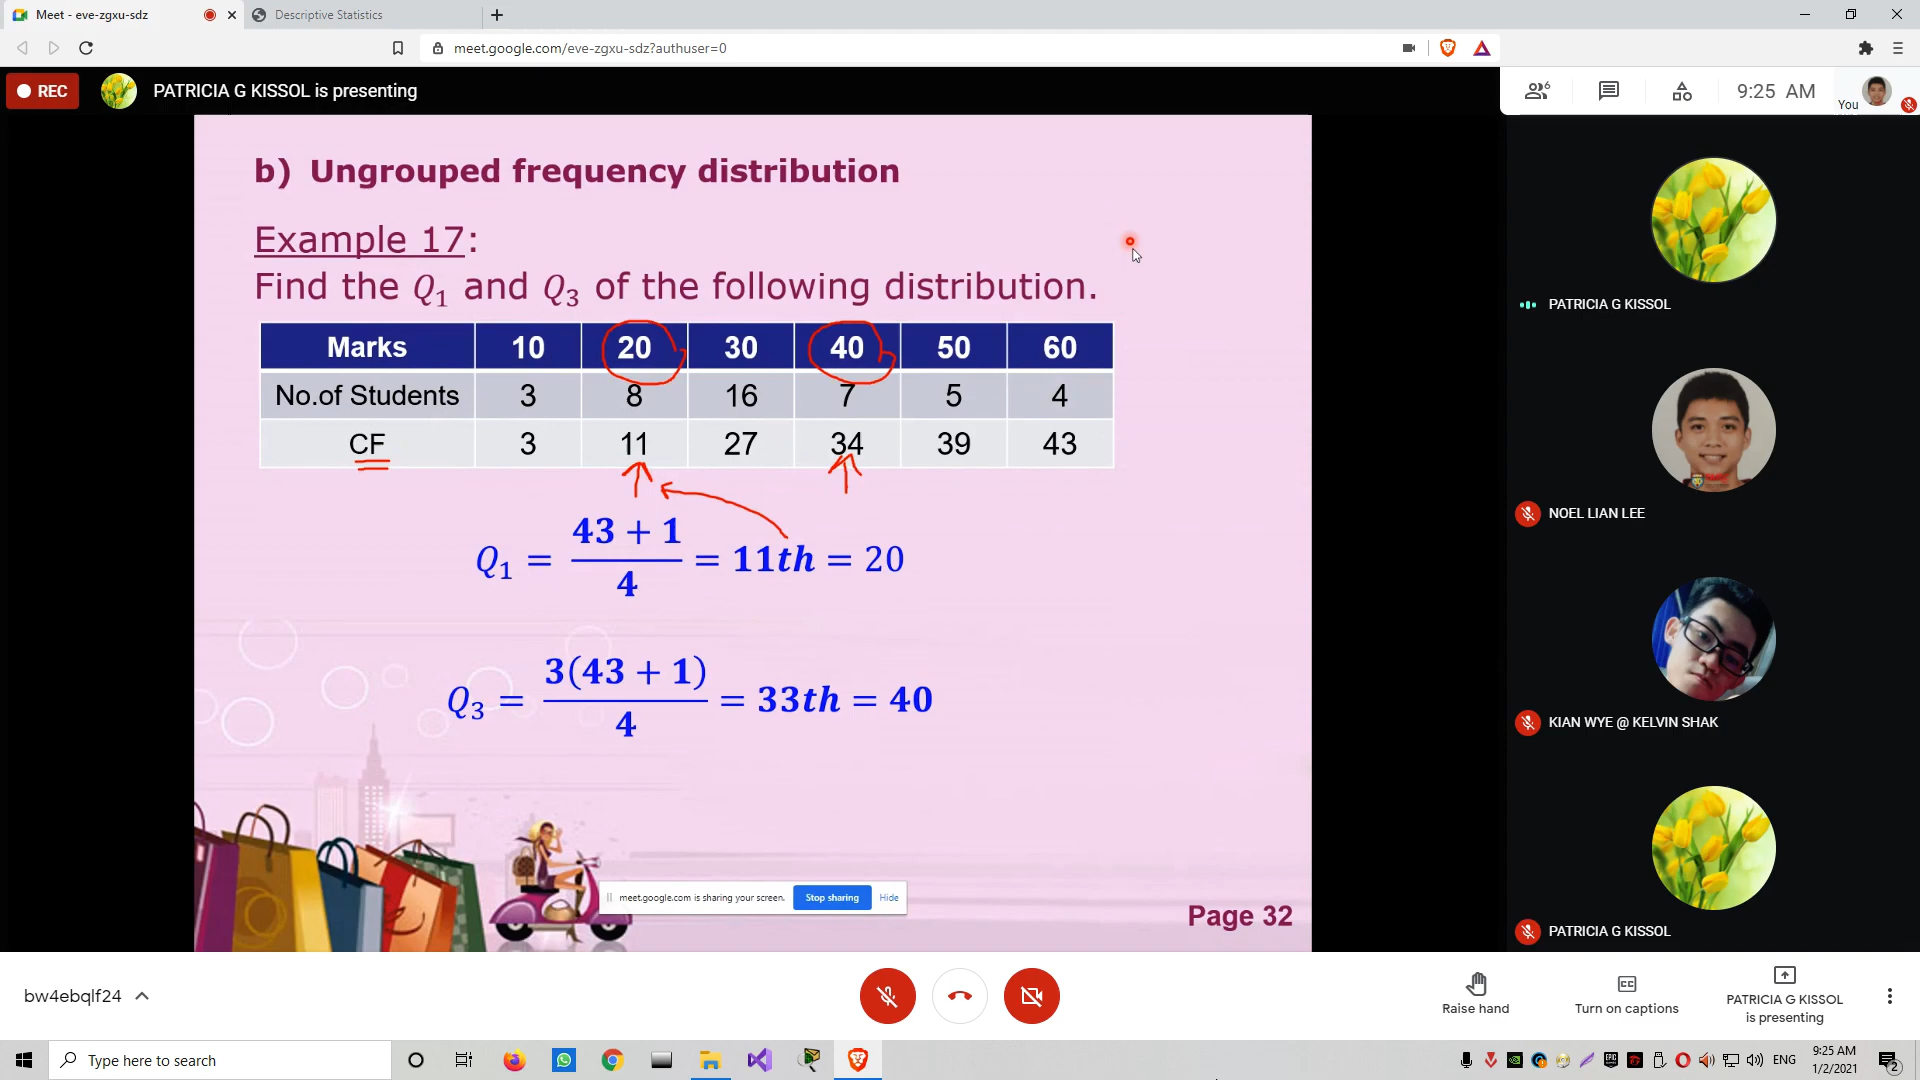 Meet - eve-zgxu-sdz
Descriptive Statistics
meet.google.com/eve-zgxu-sdz?authuser=0
REC
PATRICIA G KISSOL is presenting
6
9:25 AM
You
b) Ungrouped frequency distribution
Example 17:
Find the Q₁ and Q₃ of the following distribution.
Marks 10 20 30 40 50 60
No.of Students 3 8 16 7 5 4
CF 3 11 27 34 39 43
Q₁ = (43 + 1)/4 = 11th = 20
Q₃ = 3(43 + 1)/4 = 33th = 40
meet.google.com is sharing your screen. Stop sharing Hide
Page 32
PATRICIA G KISSOL
NOEL LIAN LEE
KIAN WYE @ KELVIN SHAK
PATRICIA G KISSOL
bw4ebqlf24
Raise hand
CC
Turn on captions
PATRICIA G KISSOL
is presenting
Type here to search
ENG
9:25 AM
1/2/2021
2